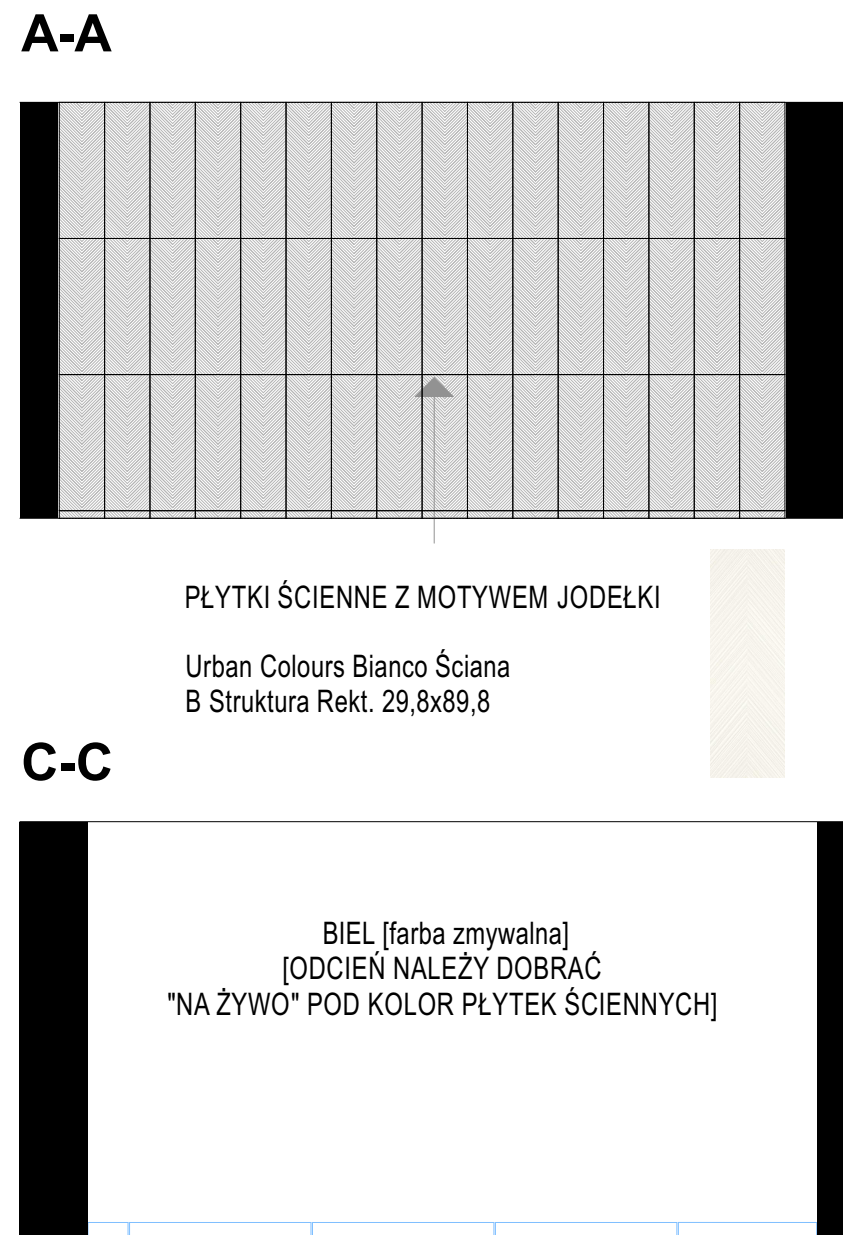 A-A
PŁYTKI ŚCIENNE Z MOTYWEM JODEŁKI
Urban Colours Bianco Ściana
B Struktura Rekt. 29,8x89,8
C-C
BIEL [farba zmywalna]
[ODCIEŃ NALEŻY DOBRAĆ
"NA ŻYWO" POD KOLOR PŁYTEK ŚCIENNYCH]